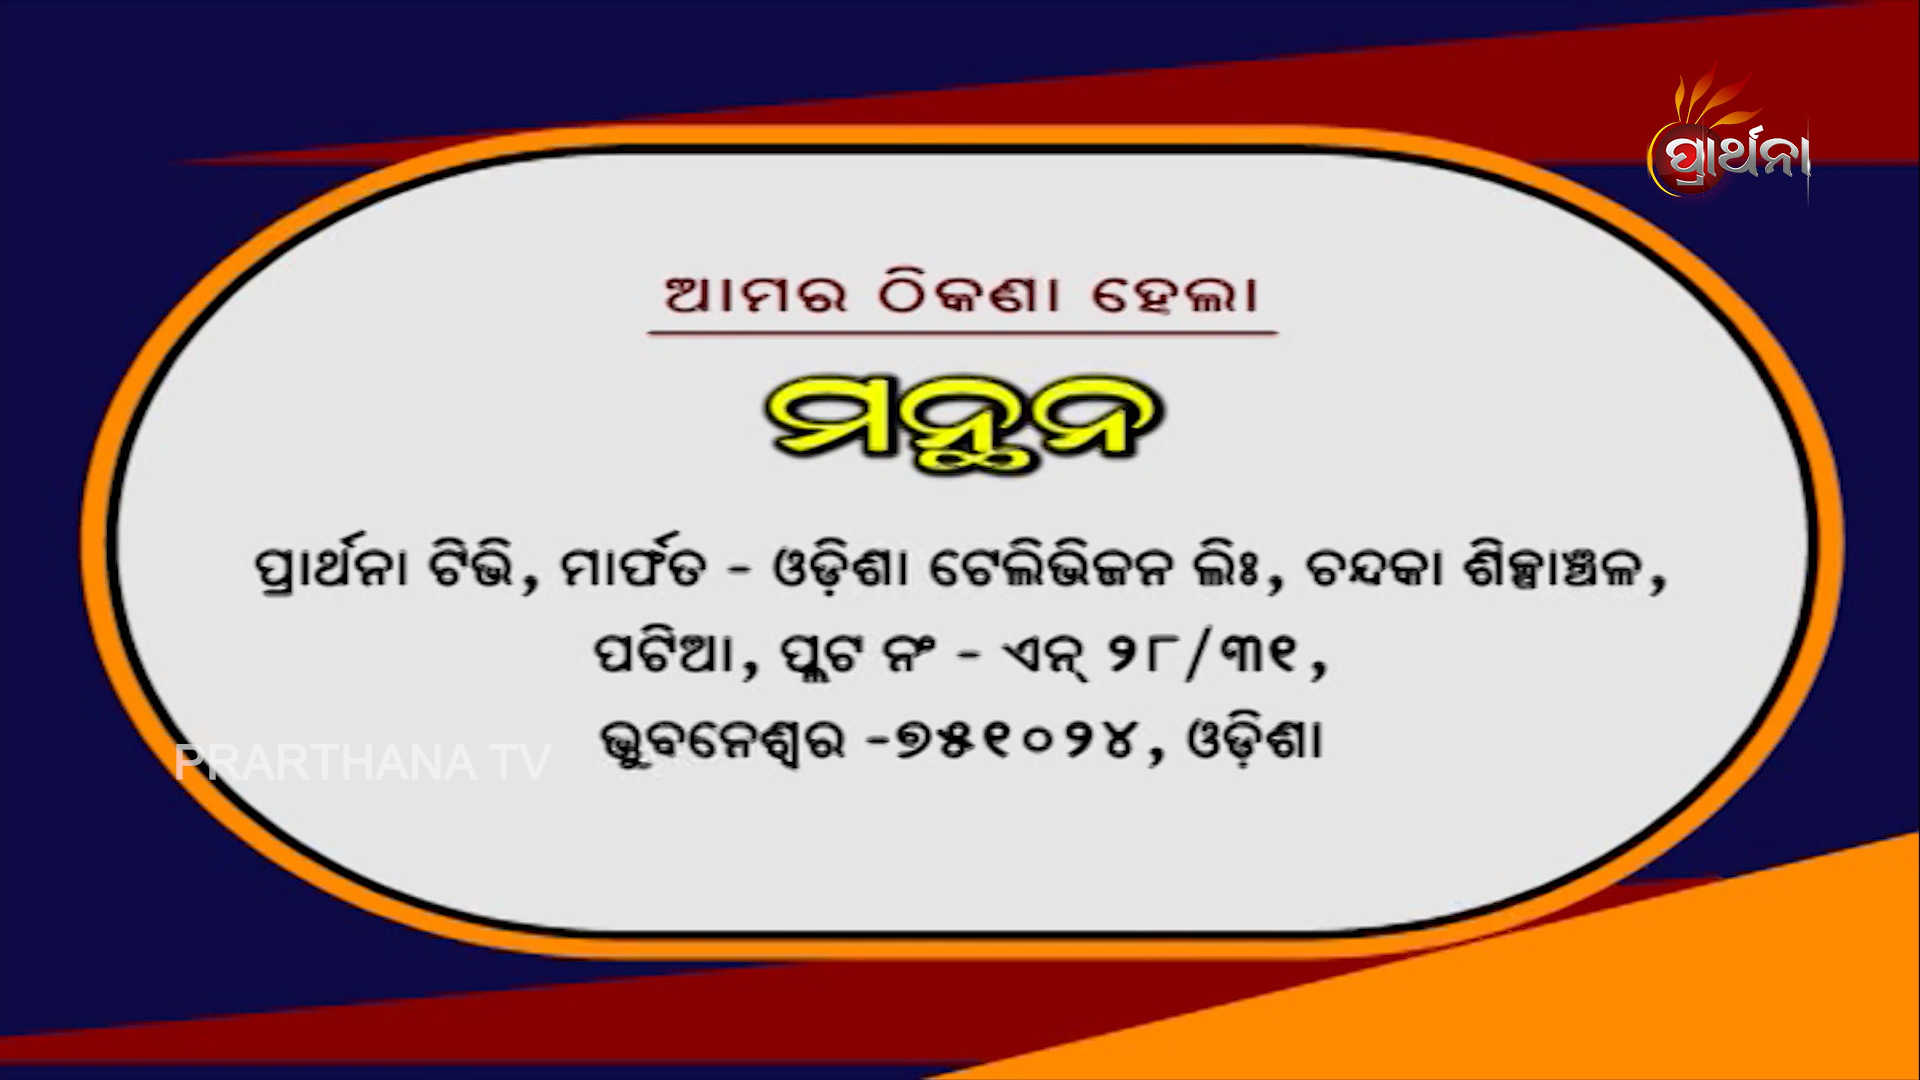 ପ୍ରାର୍ଥନା
ଆମର ଠିକଣା ହେଲା
ମନ୍ଥନ
ପ୍ରାର୍ଥନା ଟିଭି, ମାର୍ଫତ - ଓଡ଼ିଶା ଟେଲିଭିଜନ ଲିଃ, ଚନ୍ଦକା ଶିଳ୍ପାଞ୍ଚଳ,
ପଟିଆ, ପ୍ଲଟ ନଂ - ଏନ୍ ୨୮/୩୧,
ଭୁବନେଶ୍ୱର -୭୫୧୦୨୪, ଓଡ଼ିଶା
PRARTHANA TV